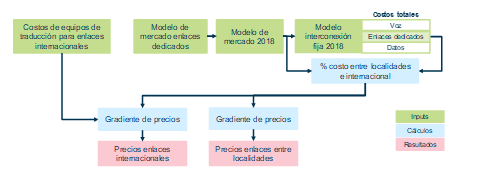 Costos totales
Costos de equipos de
traducción para enlaces
internacionales
Modelo de
mercado enlaces
dedicados
Modelo de
mercado 2018
Modelo
interconexión
fija 2018
Voz
Enlaces dedicados
Datos
% costo entre localidades
e internacional
Gradiente de precios
Gradiente de precios
Precios enlaces
internacionales
Precios enlaces entre
localidades
Inputs
Cálculos
Resultados